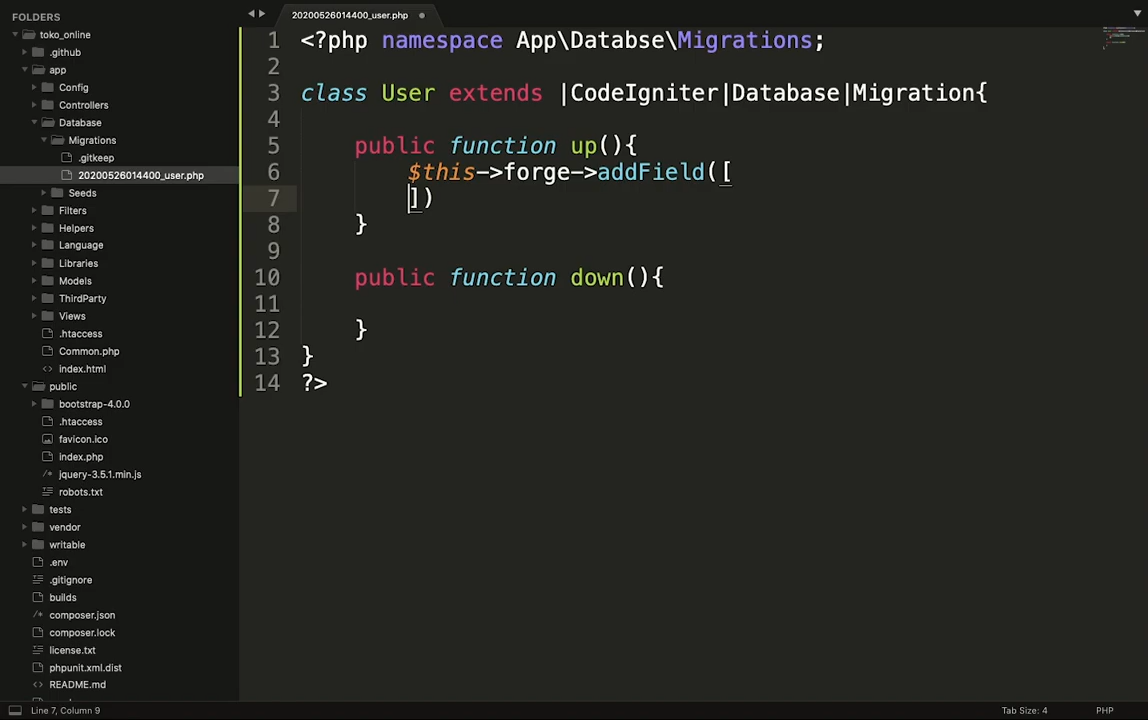 FOLDERS
toko_online
.github
app
Config
Controllers
Database
Migrations
.gitkeep
20200526014400_user.php
Seeds
Filters
Helpers
Language
Libraries
Models
ThirdParty
Views
.htaccess
Common.php
<> index.html
public
bootstrap-4.0.0
.htaccess
favicon.ico
index.php
/* jquery-3.5.1.min.js
robots.txt
tests
vendor
writable
.env
.gitignore
builds
/* composer.json
composer.lock
license.txt
phpunit.xml.dist
<> README.md
20200526014400_user.php
1 <?php namespace App\Databse\Migrations;
2
3 class User extends |CodeIgniter|Database|Migration{
4
5 public function up(){
6 $this->forge->addField([
7 ])
8 }
9
10 public function down(){
11
12 }
13 }
14 ?>
Line 7, Column 9
Tab Size: 4
PHP